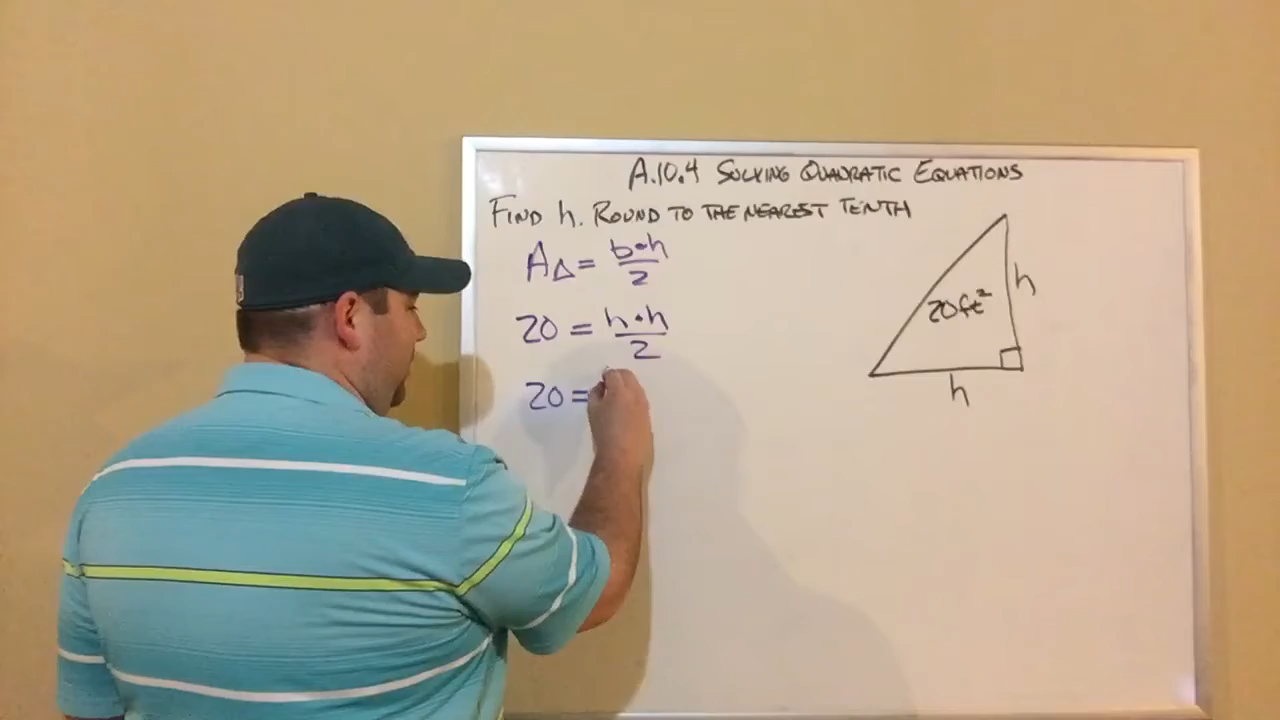 A.10.4 SOLVING QUADRATIC EQUATIONS
FIND h. ROUND TO THE NEAREST TENTH
A△ = b•h/2
20 = h•h/2
20 =
20ft²
h
h